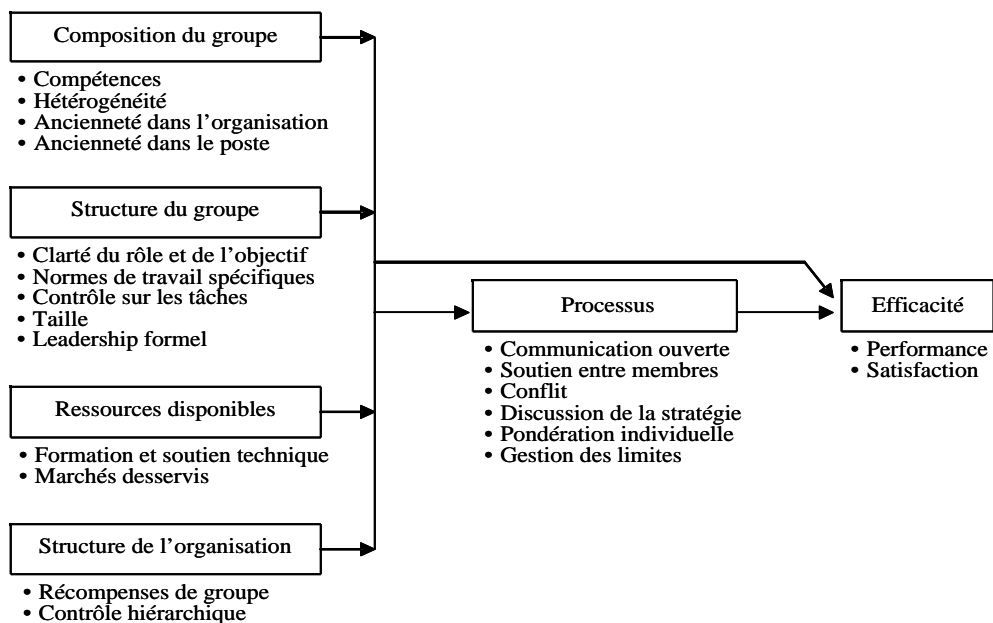 Composition du groupe
• Compétences
• Hétérogénéité
• Ancienneté dans l'organisation
• Ancienneté dans le poste
Structure du groupe
• Clarté du rôle et de l'objectif
• Normes de travail spécifiques
• Contrôle sur les tâches
• Taille
• Leadership formel
Ressources disponibles
• Formation et soutien technique
• Marchés desservis
Structure de l'organisation
• Récompenses de groupe
• Contrôle hiérarchique
Processus
• Communication ouverte
• Soutien entre membres
• Conflit
• Discussion de la stratégie
• Pondération individuelle
• Gestion des limites
Efficacité
• Performance
• Satisfaction